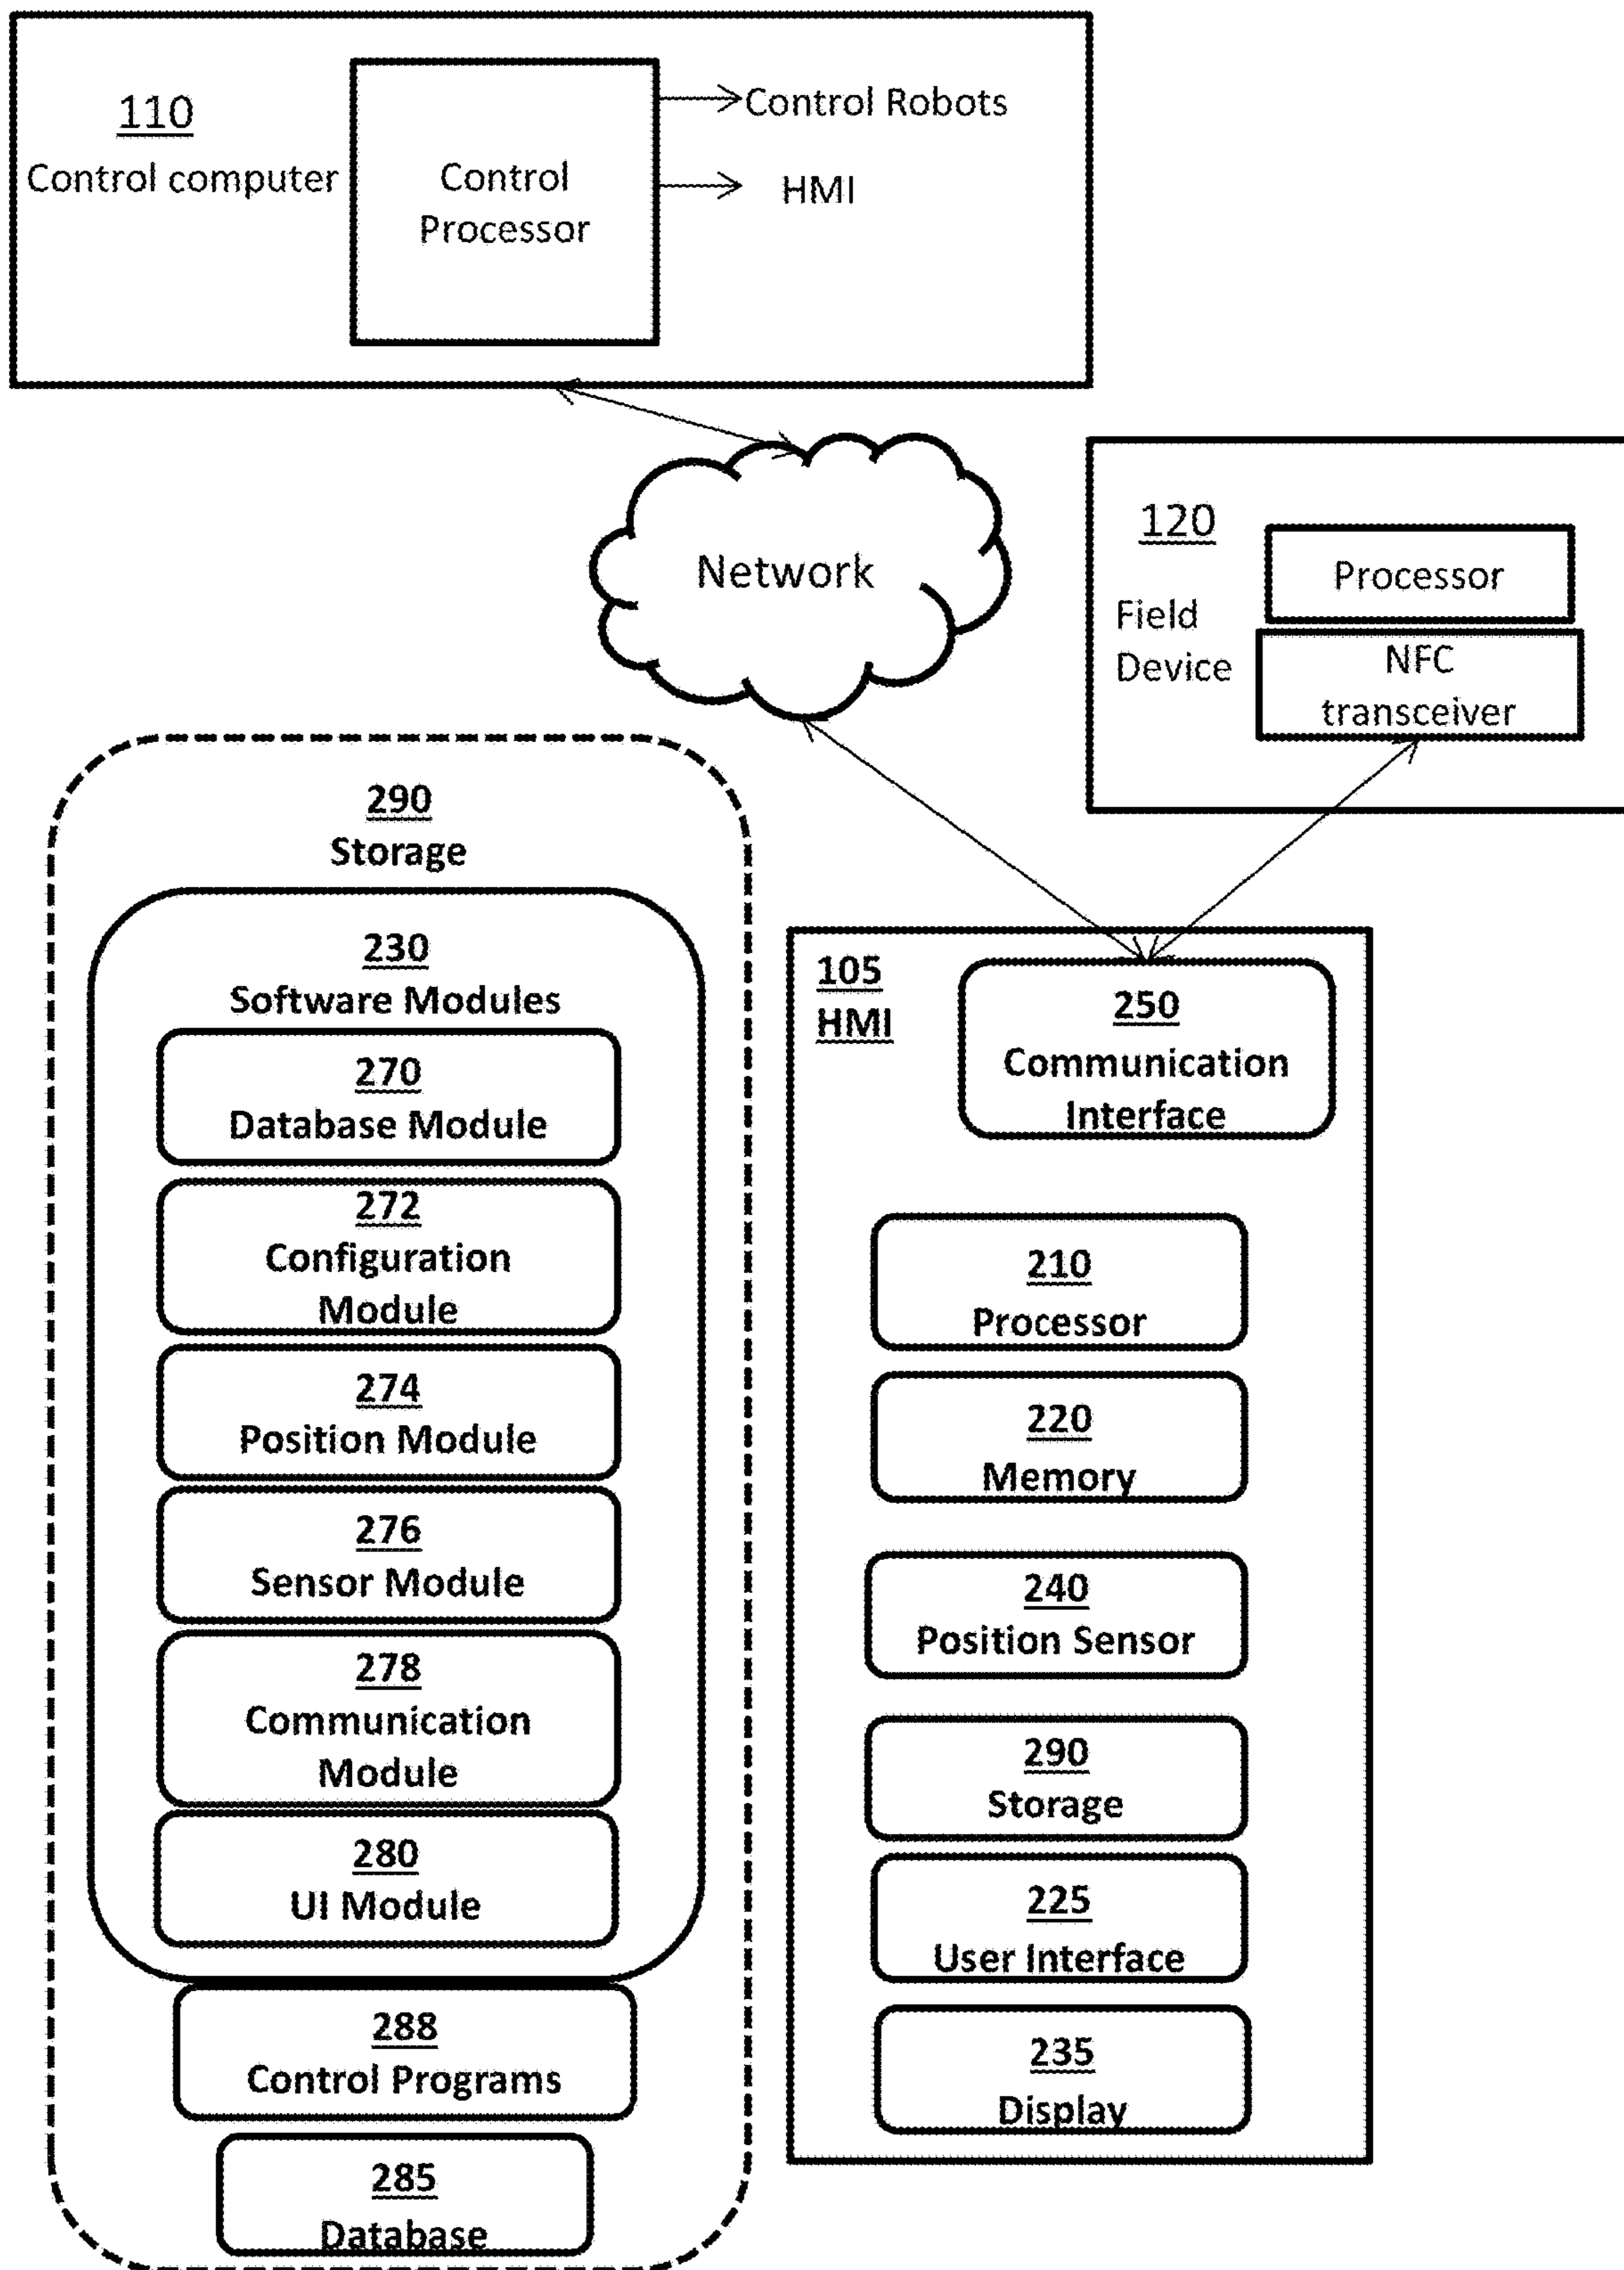 110
Control computer
Control
Processor
Control Robots
HMI
Network
120
Field
Device
Processor
NFC
transceiver
290
Storage
230
Software Modules
270
Database Module
272
Configuration
Module
274
Position Module
276
Sensor Module
278
Communication
Module
280
UI Module
288
Control Programs
285
Database
105
HMI
250
Communication
Interface
210
Processor
220
Memory
240
Position Sensor
290
Storage
225
User Interface
235
Display